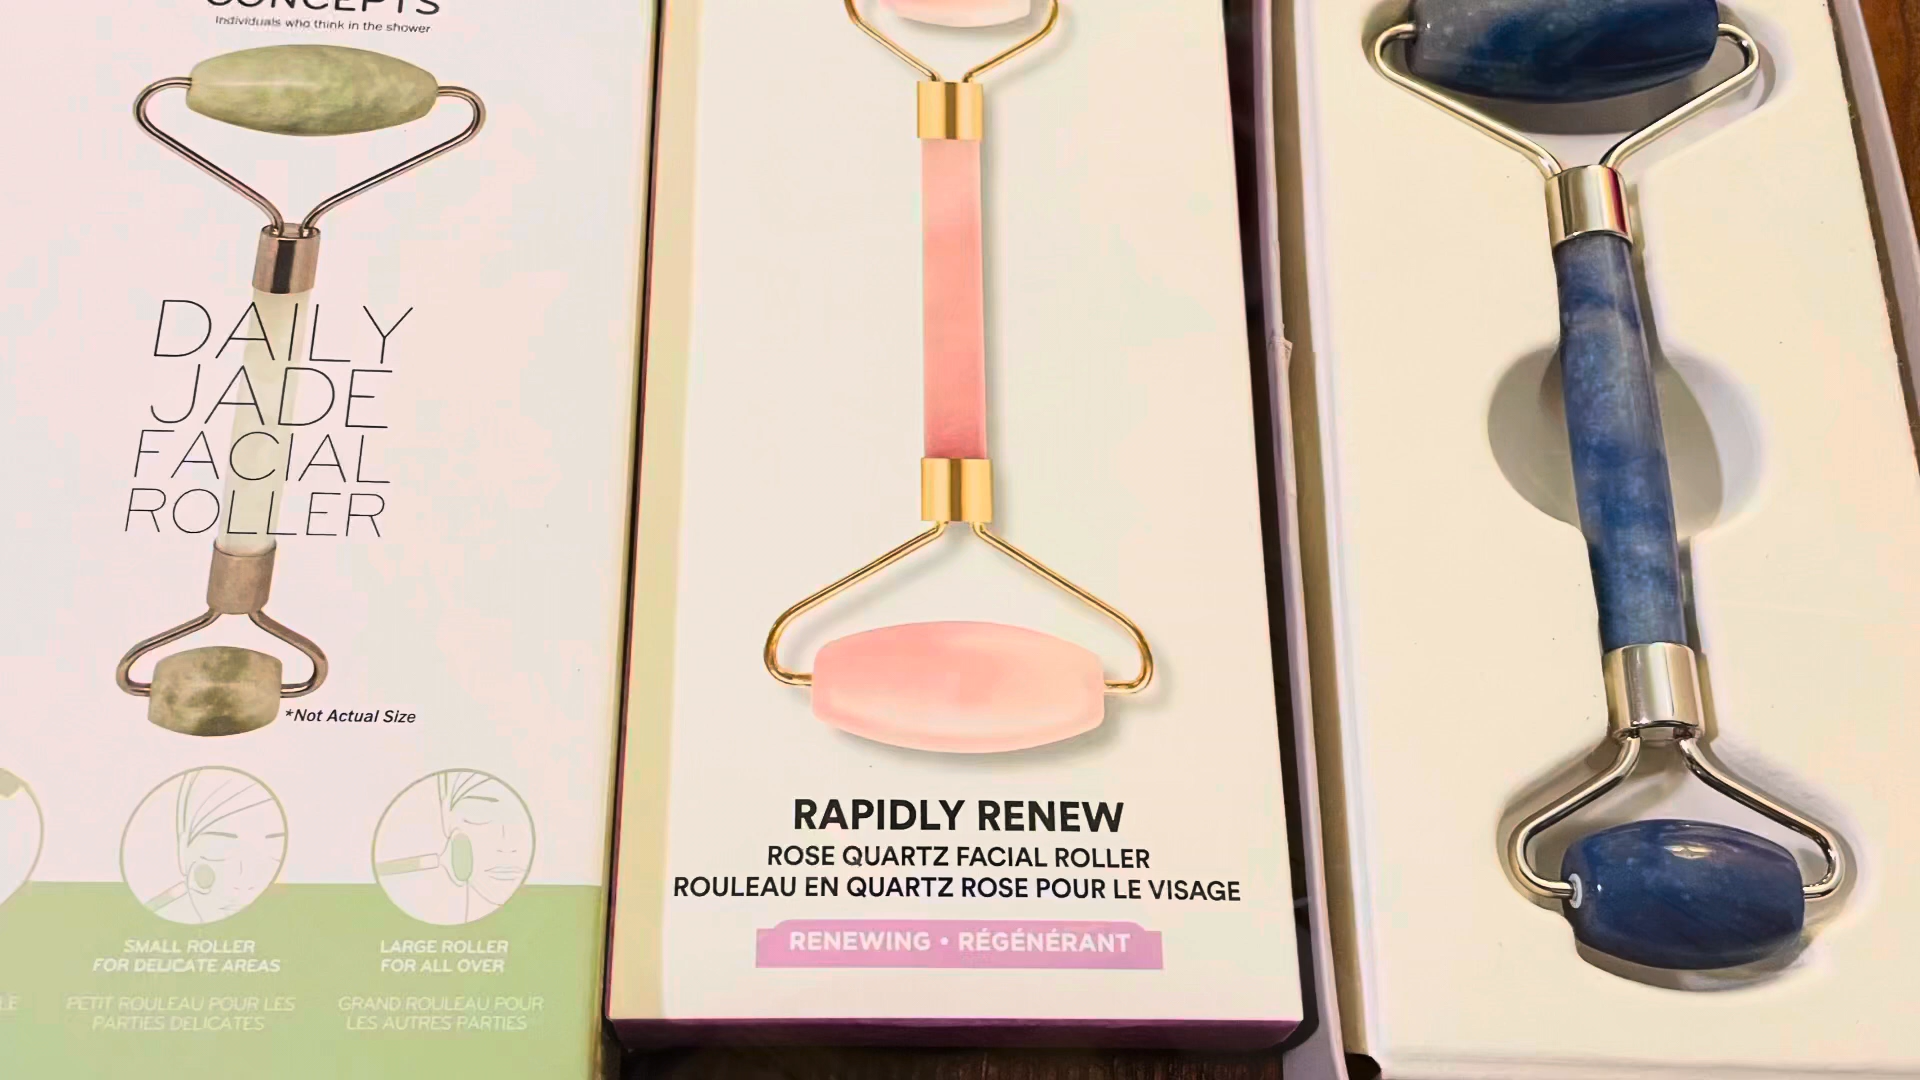 CONCEPTS
Individuals who think in the shower
DAILY
JADE
FACIAL
ROLLER
*Not Actual Size
SMALL ROLLER
FOR DELICATE AREAS
PETIT ROULEAU POUR LES
PARTIES DELICATES
LARGE ROLLER
FOR ALL OVER
GRAND ROULEAU POUR
LES AUTRES PARTIES
RAPIDLY RENEW
ROSE QUARTZ FACIAL ROLLER
ROULEAU EN QUARTZ ROSE POUR LE VISAGE
RENEWING • RÉGÉNÉRANT